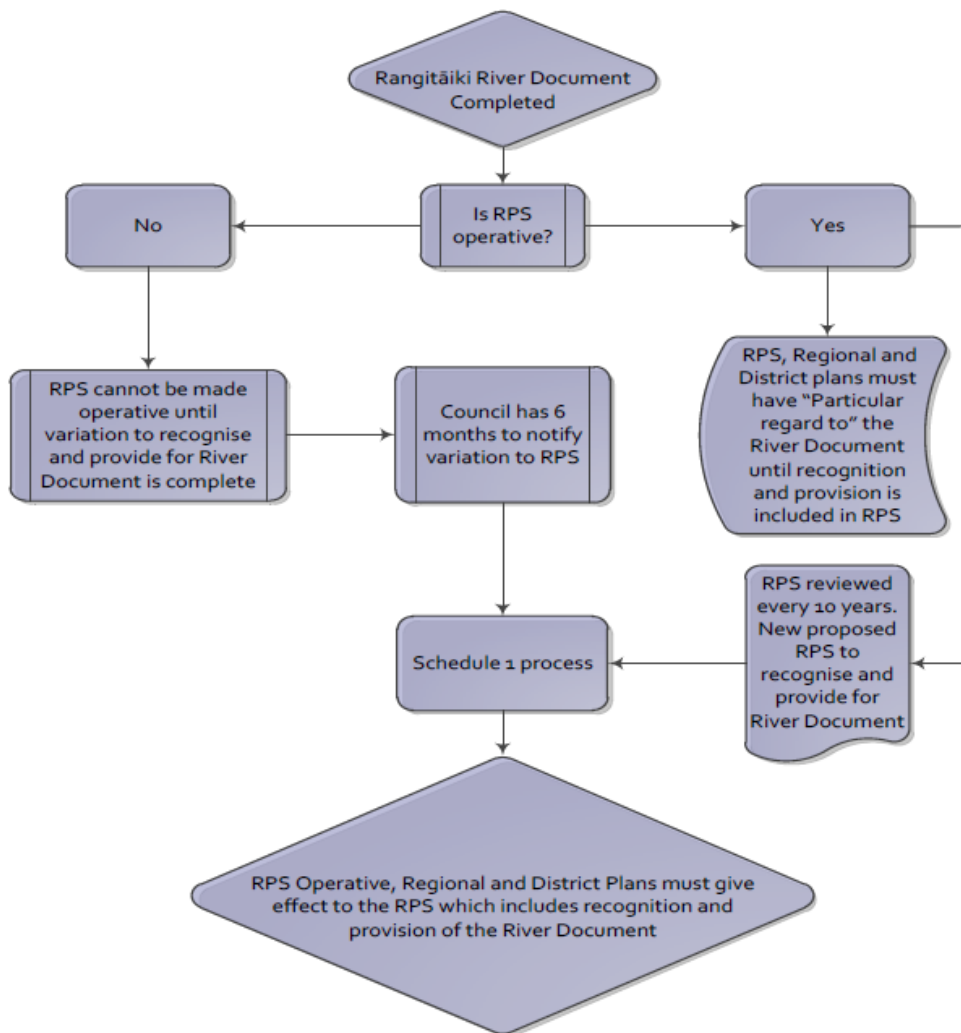 Rangitāiki River Document
Completed
No
Is RPS
operative?
Yes
RPS cannot be made
operative until
variation to recognise
and provide for River
Document is complete
Council has 6
months to notify
variation to RPS
RPS, Regional and
District plans must
have “Particular
regard to” the
River Document
until recognition
and provision is
included in RPS
RPS reviewed
every 10 years.
New proposed
RPS to
recognise and
provide for
River Document
Schedule 1 process
RPS Operative, Regional and District Plans must give
effect to the RPS which includes recognition and
provision of the River Document